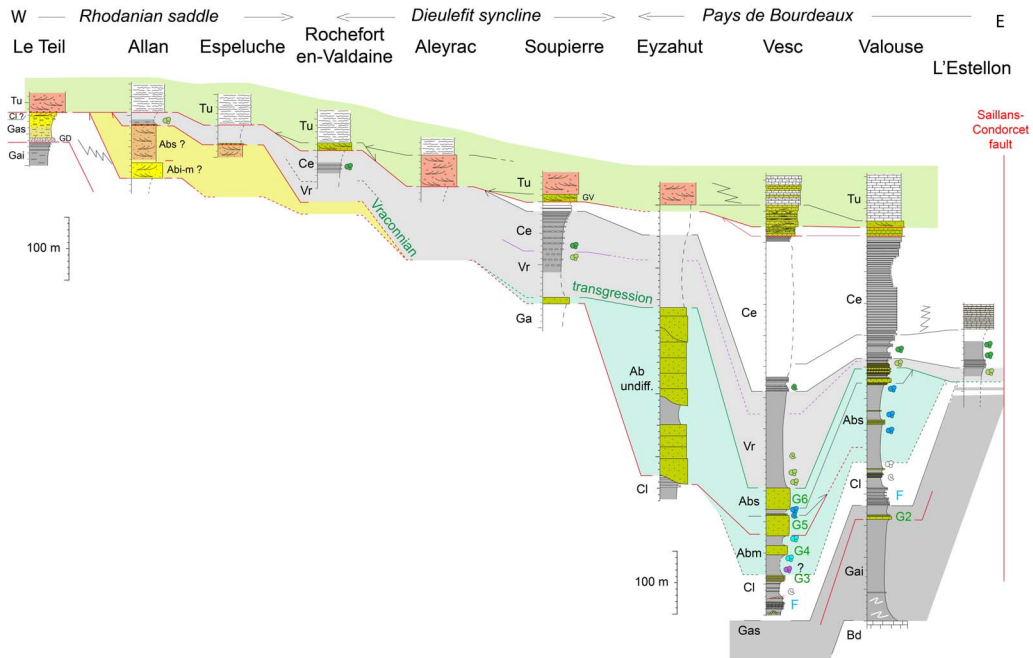 W Rhodanian saddle Dieulefit syncline Pays de Bourdeaux E
Le Teil Allan Espeluche Rochefort en-Valdaine Aleyrac Soupierre Eyzahut Vesc Valouse L'Estellon
Saillans-
Condorcet
fault
Tu
Cl ?
Gas
GD
Gai
Abs ?
Abi-m ?
Tu
Tu
Ce
Vr
Vraconnian
transgression
100 m
Tu
GV
Ce
Vr
Ga
Ab
undiff.
Cl
100 m
Ce
Vr
Abs
G6
G5
Abm
G4
?
G3
Cl
F
Gas
Tu
Ce
Abs
Cl
F
G2
Gai
Bd